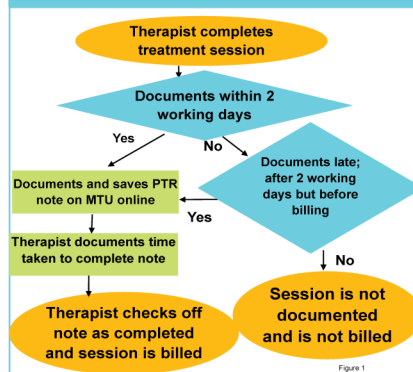 Therapist completes
treatment session
Documents within 2
working days
Yes
No
Documents late;
after 2 working
days but before
billing
Documents and saves PTR
note on MTU online
Yes
Therapist documents time
taken to complete note
No
Therapist checks off
note as completed
and session is billed
Session is not
documented
and is not billed
Figure 1